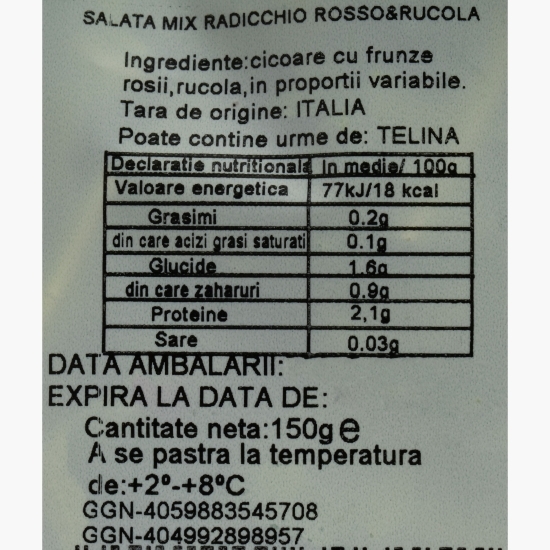 SALATA MIX RADICCHIO ROSSO&RUCOLA
Ingrediente:cicoare cu frunze
rosii,rucola,in proportii variabile.
Tara de origine: ITALIA
Poate contine urme de: TELINA
Declaratie nutritionala In medie/ 100g
Valoare energetica 77kJ/18 kcal
Grasimi 0.2g
din care acizi grasi saturati 0.1g
Glucide 1.6g
din care zaharuri 0.9g
Proteine 2,1g
Sare 0.03g
DATA AMBALARII:
EXPIRA LA DATA DE:
Cantitate neta:150g e
A se pastra la temperatura
de:+2º-+8ºC
GGN-4059883545708
GGN-404992898957